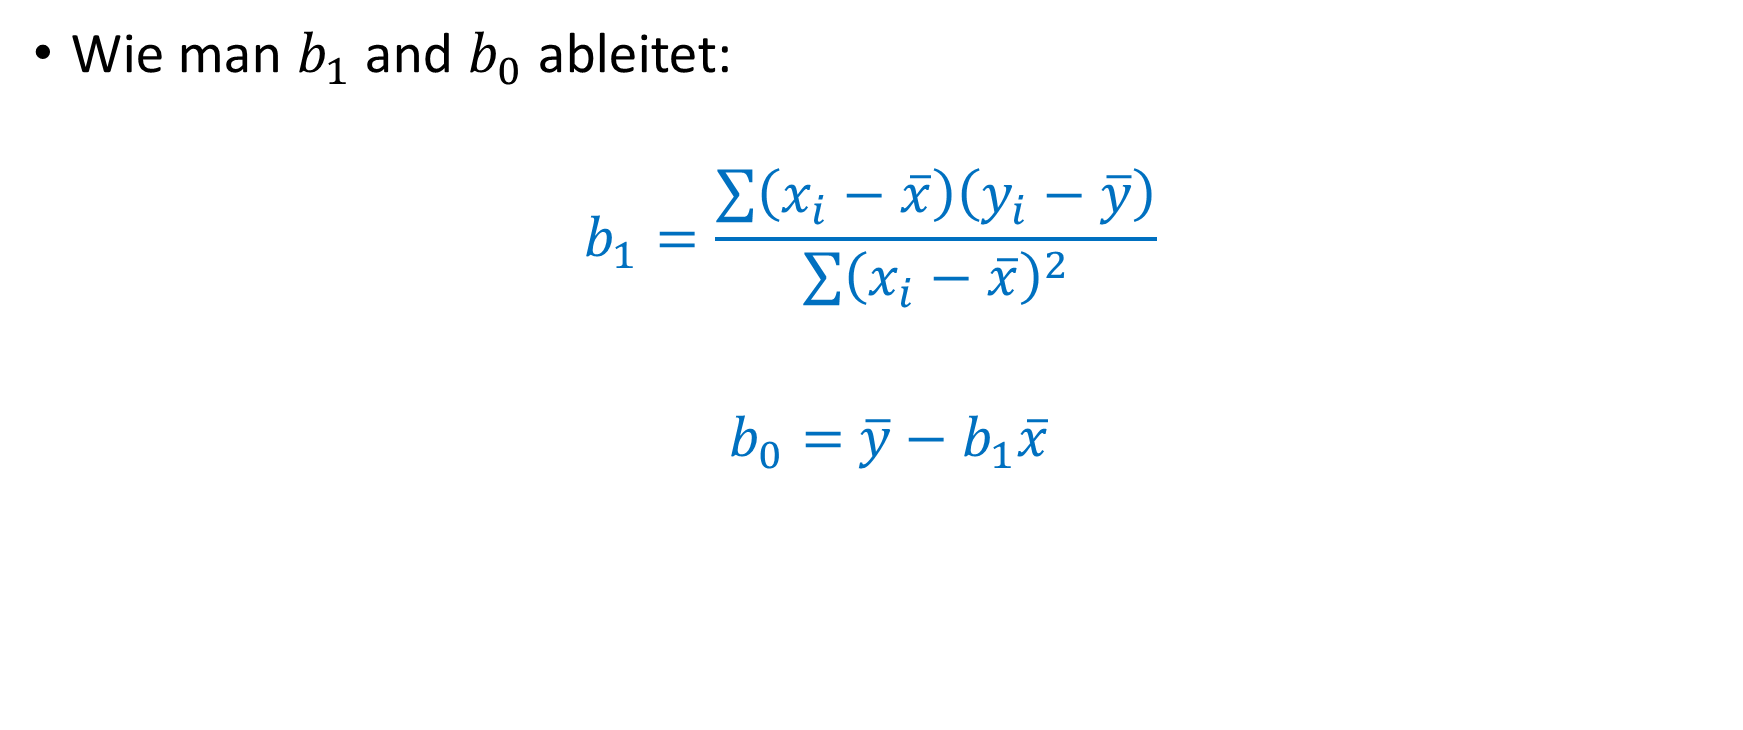 • Wie man b₁ and b₀ ableitet:
b₁ = ∑(xᵢ − x̄)(yᵢ − ȳ) / ∑(xᵢ − x̄)²
b₀ = ȳ − b₁x̄